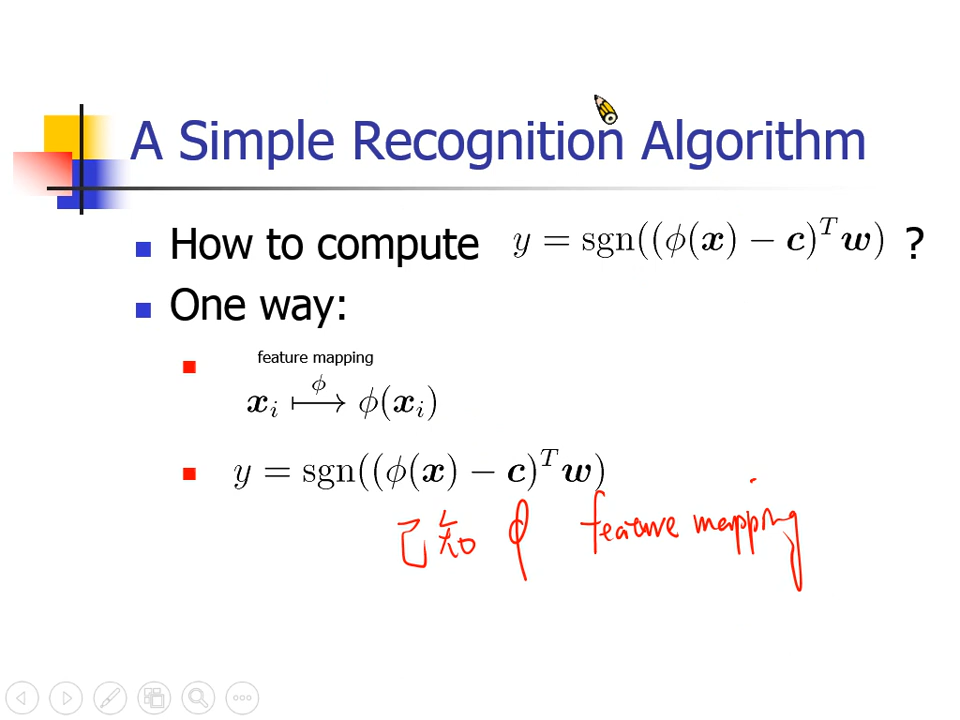 A Simple Recognition Algorithm
How to compute y = sgn((ϕ(x) − c)^T w) ?
One way:
feature mapping
x_i ⟼^ϕ ϕ(x_i)
y = sgn((ϕ(x) − c)^T w)
已知 ϕ feature mapping